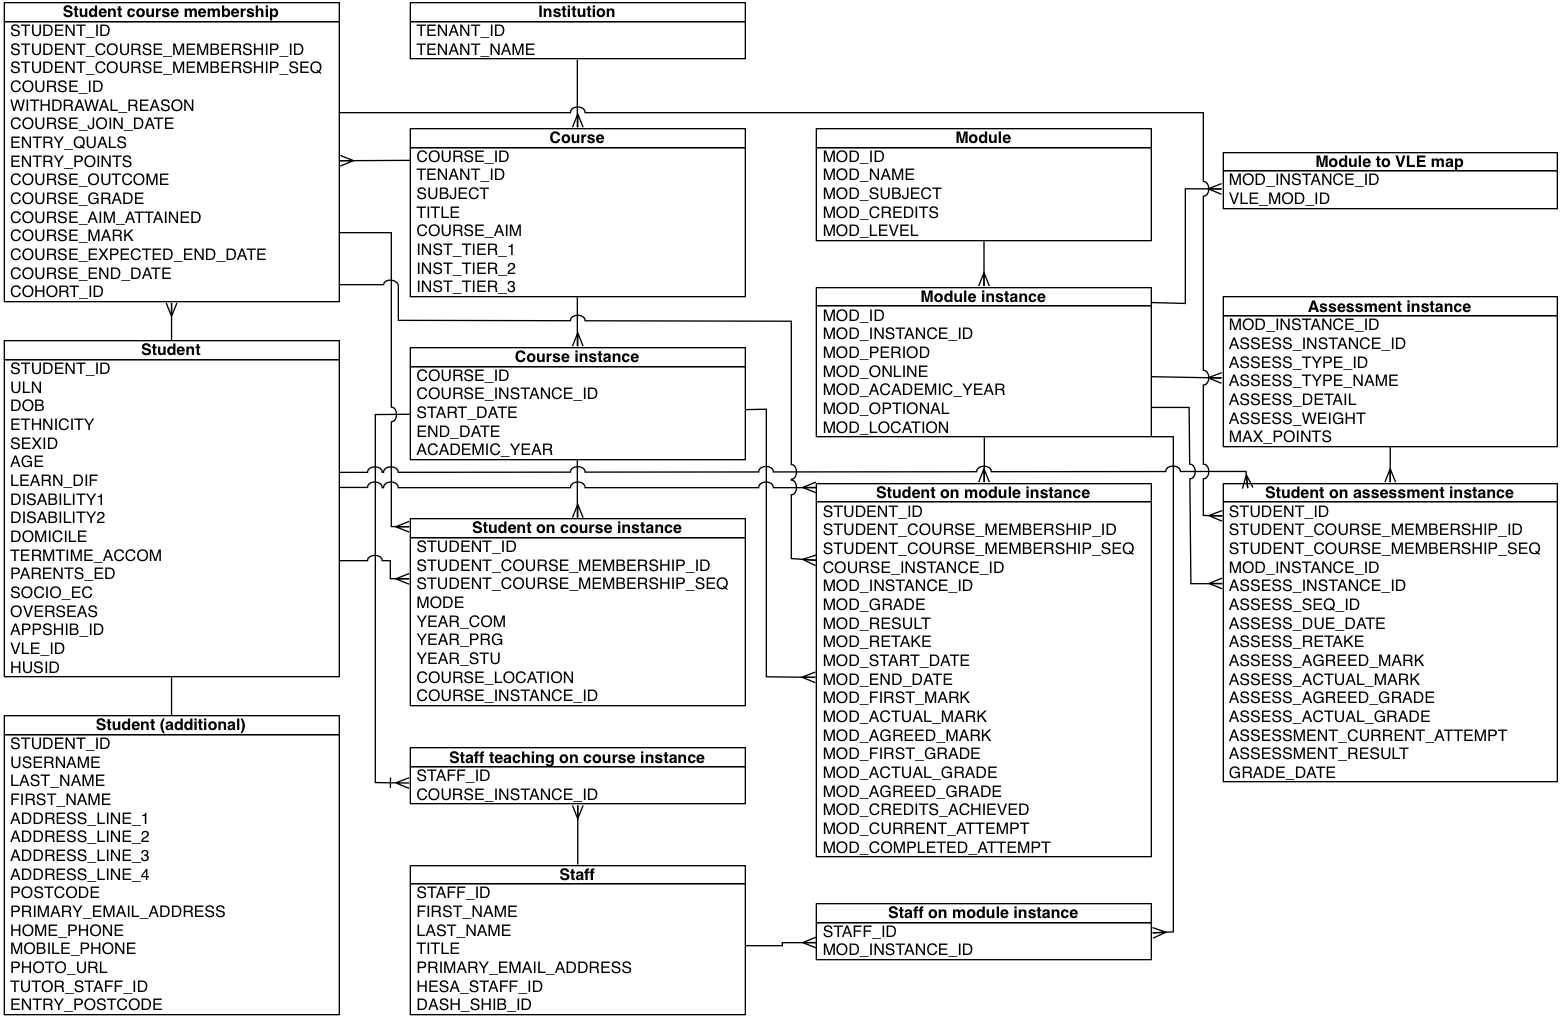 Student course membership
STUDENT_ID
STUDENT_COURSE_MEMBERSHIP_ID
STUDENT_COURSE_MEMBERSHIP_SEQ
COURSE_ID
WITHDRAWAL_REASON
COURSE_JOIN_DATE
ENTRY_QUALS
ENTRY_POINTS
COURSE_OUTCOME
COURSE_GRADE
COURSE_AIM_ATTAINED
COURSE_MARK
COURSE_EXPECTED_END_DATE
COURSE_END_DATE
COHORT_ID
Student
STUDENT_ID
ULN
DOB
ETHNICITY
SEXID
AGE
LEARN_DIF
DISABILITY1
DISABILITY2
DOMICILE
TERMTIME_ACCOM
PARENTS_ED
SOCIO_EC
OVERSEAS
APPSHIB_ID
VLE_ID
HUSID
Student (additional)
STUDENT_ID
USERNAME
LAST_NAME
FIRST_NAME
ADDRESS_LINE_1
ADDRESS_LINE_2
ADDRESS_LINE_3
ADDRESS_LINE_4
POSTCODE
PRIMARY_EMAIL_ADDRESS
HOME_PHONE
MOBILE_PHONE
PHOTO_URL
TUTOR_STAFF_ID
ENTRY_POSTCODE
Institution
TENANT_ID
TENANT_NAME
Course
COURSE_ID
TENANT_ID
SUBJECT
TITLE
COURSE_AIM
INST_TIER_1
INST_TIER_2
INST_TIER_3
Course instance
COURSE_ID
COURSE_INSTANCE_ID
START_DATE
END_DATE
ACADEMIC_YEAR
Student on course instance
STUDENT_ID
STUDENT_COURSE_MEMBERSHIP_ID
STUDENT_COURSE_MEMBERSHIP_SEQ
MODE
YEAR_COM
YEAR_PRG
YEAR_STU
COURSE_LOCATION
COURSE_INSTANCE_ID
Staff teaching on course instance
STAFF_ID
COURSE_INSTANCE_ID
Staff
STAFF_ID
FIRST_NAME
LAST_NAME
TITLE
PRIMARY_EMAIL_ADDRESS
HESA_STAFF_ID
DASH_SHIB_ID
Module
MOD_ID
MOD_NAME
MOD_SUBJECT
MOD_CREDITS
MOD_LEVEL
Module instance
MOD_ID
MOD_INSTANCE_ID
MOD_PERIOD
MOD_ONLINE
MOD_ACADEMIC_YEAR
MOD_OPTIONAL
MOD_LOCATION
Student on module instance
STUDENT_ID
STUDENT_COURSE_MEMBERSHIP_ID
STUDENT_COURSE_MEMBERSHIP_SEQ
COURSE_INSTANCE_ID
MOD_INSTANCE_ID
MOD_GRADE
MOD_RESULT
MOD_RETAKE
MOD_START_DATE
MOD_END_DATE
MOD_FIRST_MARK
MOD_ACTUAL_MARK
MOD_AGREED_MARK
MOD_FIRST_GRADE
MOD_ACTUAL_GRADE
MOD_AGREED_GRADE
MOD_CREDITS_ACHIEVED
MOD_CURRENT_ATTEMPT
MOD_COMPLETED_ATTEMPT
Staff on module instance
STAFF_ID
MOD_INSTANCE_ID
Module to VLE map
MOD_INSTANCE_ID
VLE_MOD_ID
Assessment instance
MOD_INSTANCE_ID
ASSESS_INSTANCE_ID
ASSESS_TYPE_ID
ASSESS_TYPE_NAME
ASSESS_DETAIL
ASSESS_WEIGHT
MAX_POINTS
Student on assessment instance
STUDENT_ID
STUDENT_COURSE_MEMBERSHIP_ID
STUDENT_COURSE_MEMBERSHIP_SEQ
MOD_INSTANCE_ID
ASSESS_INSTANCE_ID
ASSESS_SEQ_ID
ASSESS_DUE_DATE
ASSESS_RETAKE
ASSESS_AGREED_MARK
ASSESS_ACTUAL_MARK
ASSESS_AGREED_GRADE
ASSESS_ACTUAL_GRADE
ASSESSMENT_CURRENT_ATTEMPT
ASSESSMENT_RESULT
GRADE_DATE